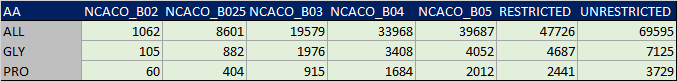 AA NCACO_B02 NCACO_B025 NCACO_B03 NCACO_B04 NCACO_B05 RESTRICTED UNRESTRICTED
ALL 1062 8601 19579 33968 39687 47726 69595
GLY 105 882 1976 3408 4052 4687 7125
PRO 60 404 915 1684 2012 2441 3729